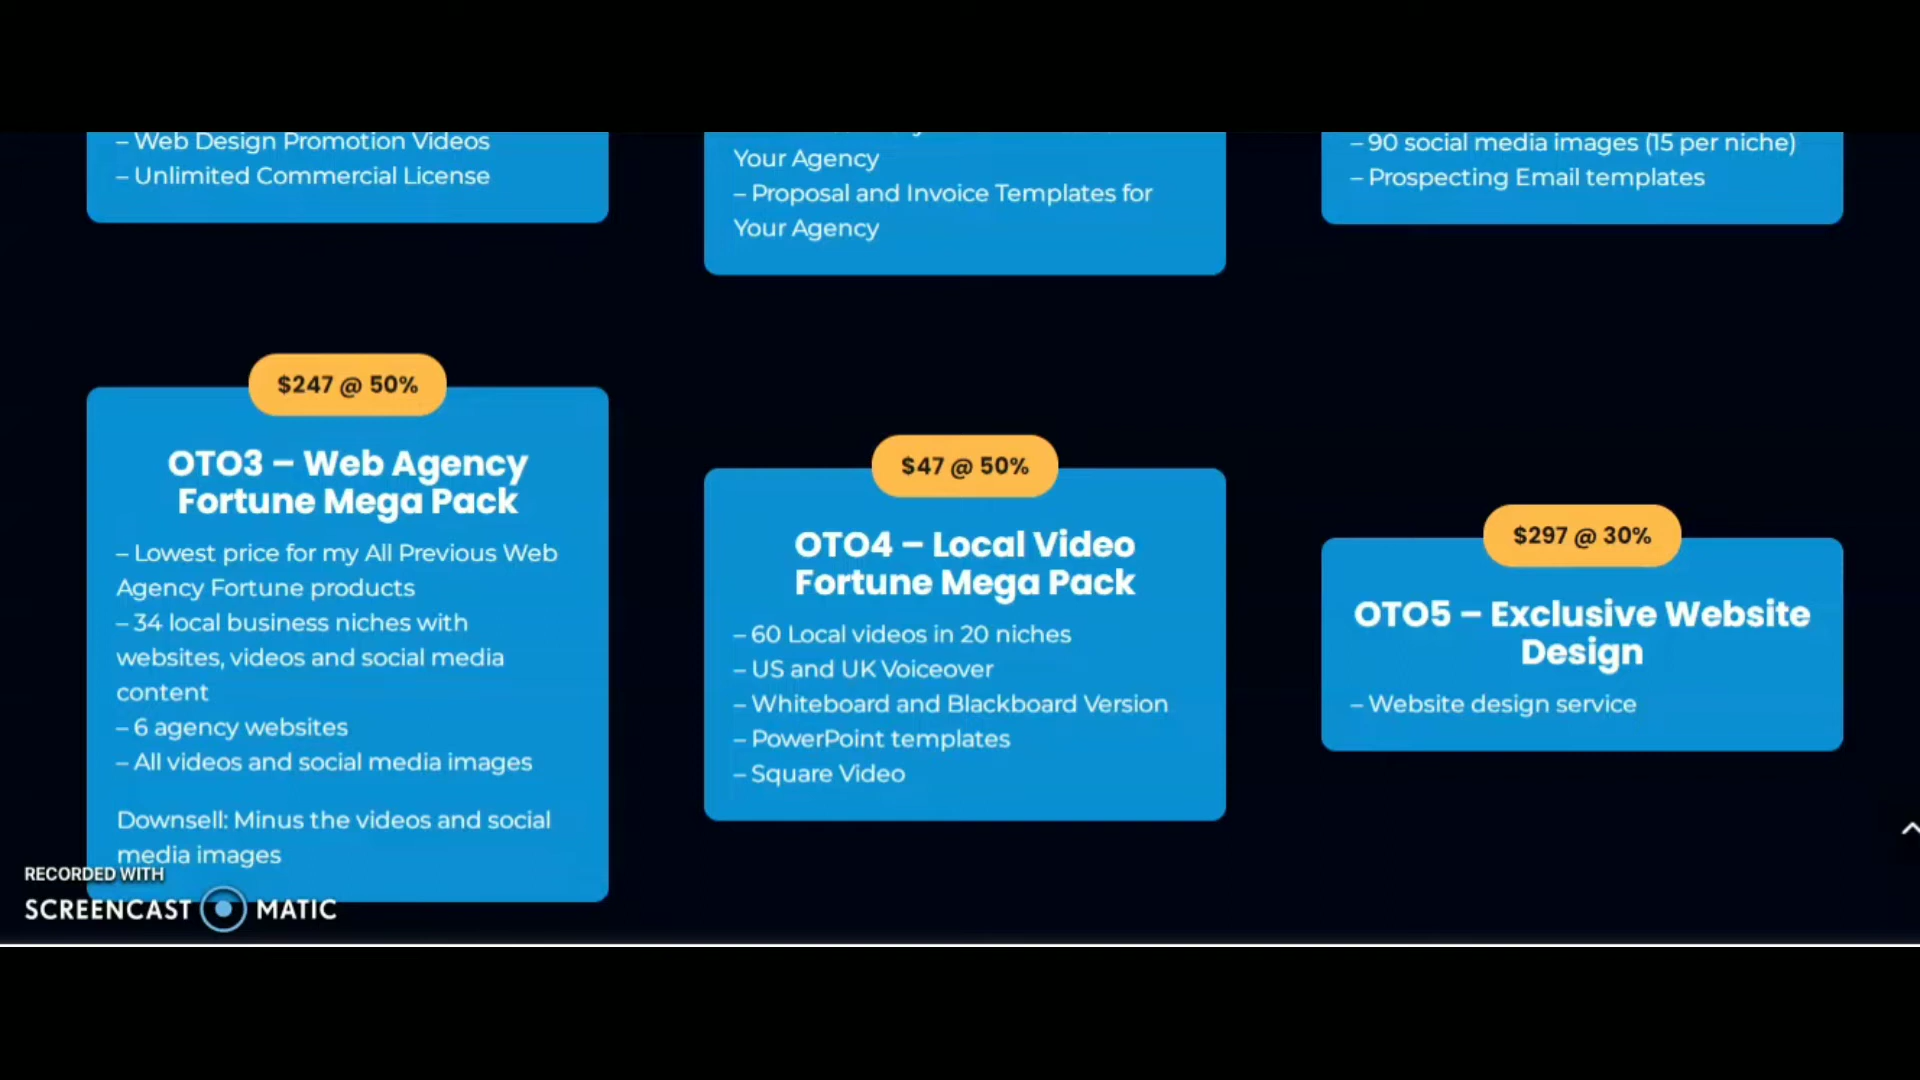 – Web Design Promotion Videos
– Unlimited Commercial License
Your Agency
– Proposal and Invoice Templates for
Your Agency
– 90 social media images (15 per niche)
– Prospecting Email templates
$247 @ 50%
OTO3 – Web Agency
Fortune Mega Pack
– Lowest price for my All Previous Web
Agency Fortune products
– 34 local business niches with
websites, videos and social media
content
– 6 agency websites
– All videos and social media images
Downsell: Minus the videos and social
media images
$47 @ 50%
OTO4 – Local Video
Fortune Mega Pack
– 60 Local videos in 20 niches
– US and UK Voiceover
– Whiteboard and Blackboard Version
– PowerPoint templates
– Square Video
$297 @ 30%
OTO5 – Exclusive Website
Design
– Website design service
RECORDED WITH
SCREENCAST MATIC